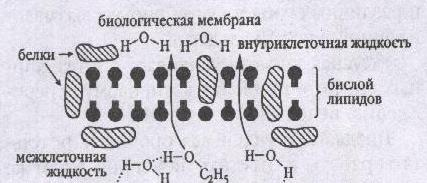 биологическая мембрана
белки
H O H
H O H
внутриклеточная жидкость
бислой
липидов
межклеточная
жидкость
H O H
H O
C₂H₅
H O
H